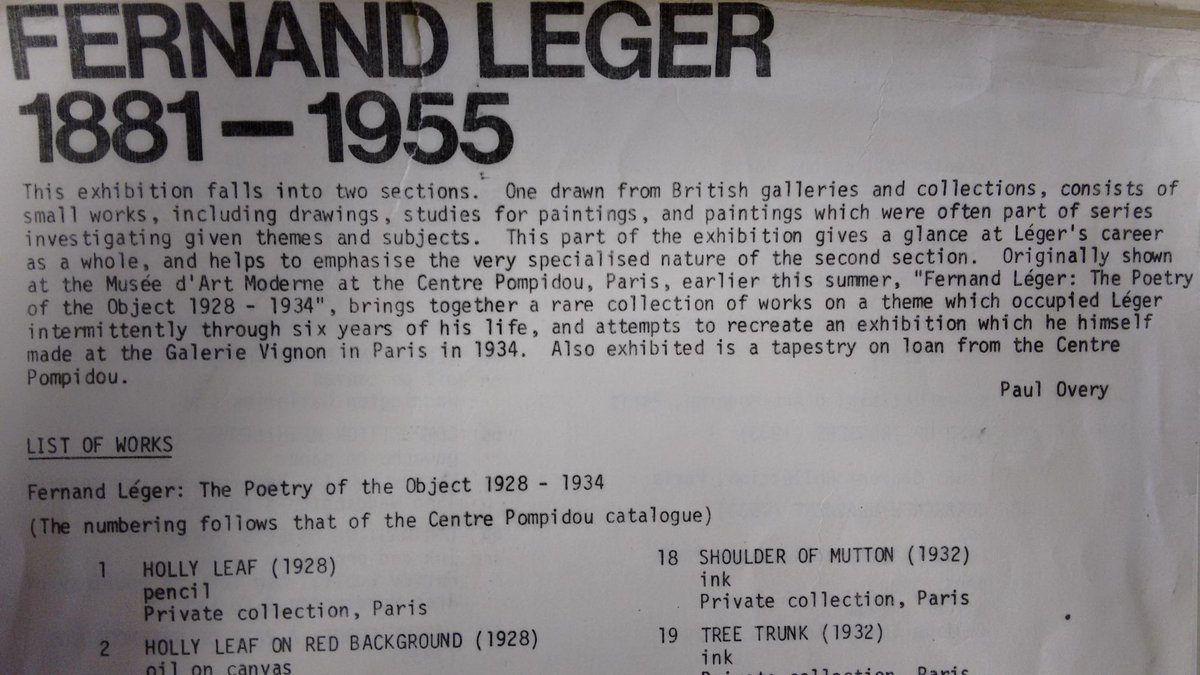 FERNAND LEGER
1881—1955
This exhibition falls into two sections. One drawn from British galleries and collections, consists of
small works, including drawings, studies for paintings, and paintings which were often part of series
investigating given themes and subjects. This part of the exhibition gives a glance at Léger's career
as a whole, and helps to emphasise the very specialised nature of the second section. Originally shown
at the Musée d'Art Moderne at the Centre Pompidou, Paris, earlier this summer, "Fernand Léger: The Poetry
of the Object 1928 - 1934", brings together a rare collection of works on a theme which occupied Léger
intermittently through six years of his life, and attempts to recreate an exhibition which he himself
made at the Galerie Vignon in Paris in 1934. Also exhibited is a tapestry on loan from the Centre
Pompidou.
Paul Overy
LIST OF WORKS
Fernand Léger: The Poetry of the Object 1928 - 1934
(The numbering follows that of the Centre Pompidou catalogue)
1 HOLLY LEAF (1928)
pencil
Private collection, Paris
2 HOLLY LEAF ON RED BACKGROUND (1928)
oil on canvas
18 SHOULDER OF MUTTON (1932)
ink
Private collection, Paris
19 TREE TRUNK (1932)
ink
Private collection, Paris